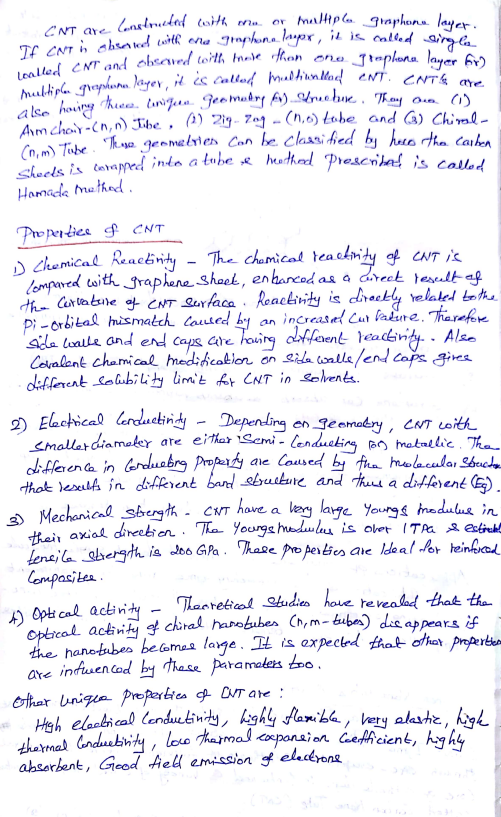 CNT are Constructed with one or multiple graphene layer.
If CNT is observed with one graphene layer, it is called single
walled CNT and observed with more than one graphene layer (or)
multiple graphene layer, it is called multiwalled CNT. CNTs are
also having three unique geometry (or) structure. They are (1)
Armchair-(n,n) Tube, (2) Zig-Zag - (n,o) tube and (3) Chiral-
(n,m) Tube. These geometries can be classified by how the Carbon
Sheets is wrapped into a tube & method prescribed is called
Hamada method.
Properties of CNT
1) Chemical Reactivity - The chemical reactivity of CNT is
Compared with graphene sheet, enhanced as a direct result of
the curvature of CNT surface. Reactivity is directly related to the
Pi-orbital mismatch caused by an increased curvature. Therefore
side walls and end caps are having different reactivity. Also
Covalent chemical modification on side walls/end caps gives
different solubility limit for CNT in solvents.
2) Electrical Conductivity - Depending on geometry, CNT with
smaller diameter are either Semi-Conducting (or) metallic. The
difference in Conducting property are caused by the molecular Structu
that results in different band structure and thus a different (Eg).
3) Mechanical strength - CNT have a very large Youngs modulus in
their axial direction. The Youngs modulus is over 1 TPa &
tensile strength is 200 GPa. These properties are Ideal for reinforced
Composites.
4) Optical activity - Theoretical Studies have revealed that the
Optical activity of chiral nanotubes (n,m-tubes) disappears if
the nanotubes becomes large. It is expected that other properties
are influenced by these parameters too.
Other unique properties of CNT are :
High electrical Conductivity, highly flexible, very elastic, high
thermal Conductivity, low thermal expansion Coefficient, highly
absorbent, Good field emission of electrons